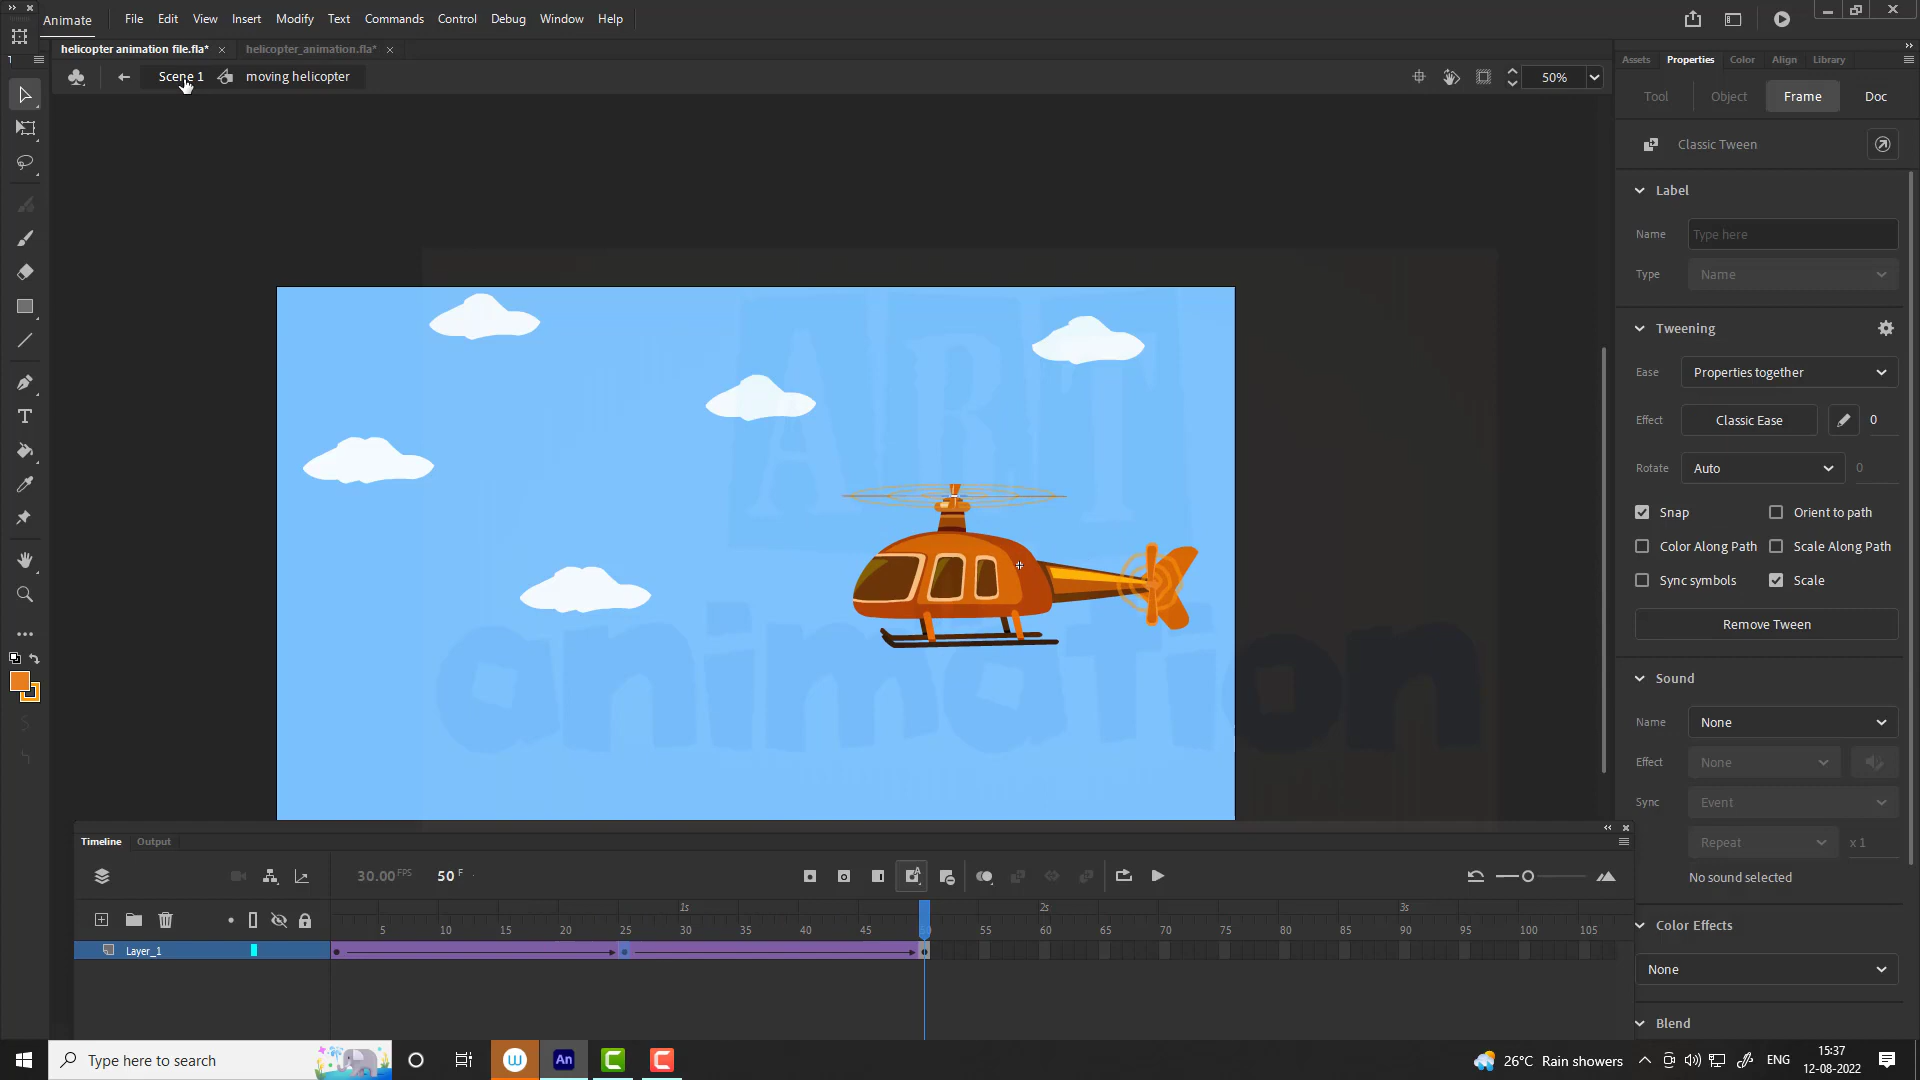 Animate File Edit View Insert Modify Text Commands Control Debug Window Help
helicopter animation file.fla* × helicopter_animation.fla* ×
Scene 1 moving helicopter 50%
Assets Properties Color Align Library
Tool Object Frame Doc
Classic Tween
Label
Name Type here
Type Name
Tweening
Ease Properties together
Effect Classic Ease 0
Rotate Auto 0
Snap Orient to path
Color Along Path Scale Along Path
Sync symbols Scale
Remove Tween
Sound
Name None
Effect None
Sync Event
Repeat x 1
No sound selected
Color Effects
None
Blend
ART
animation
Timeline Output
30.00 FPS 50 F
1s 2s 3s
5 10 15 20 25 30 35 40 45 55 60 65 70 75 80 85 90 95 100 105
Layer_1
Type here to search
An
26°C Rain showers
ENG
15:37
12-08-2022